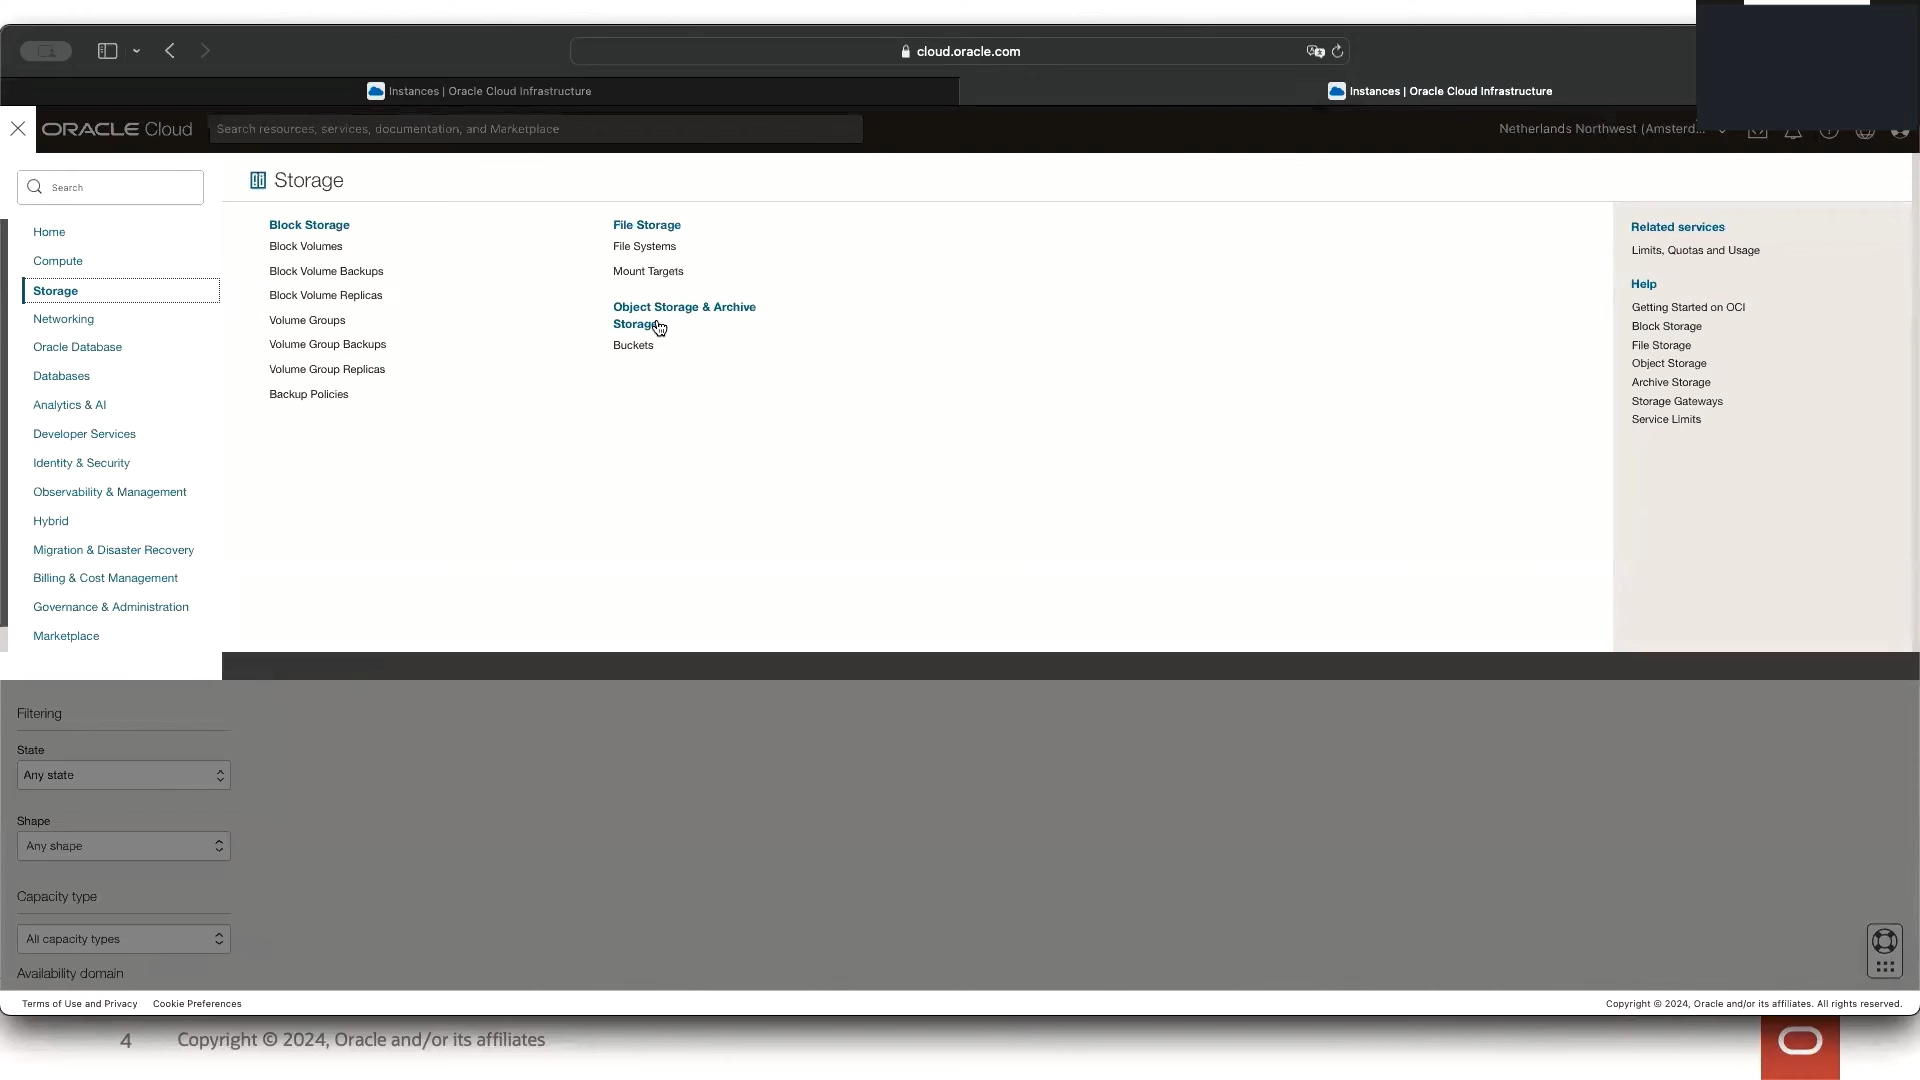 cloud.oracle.com
Instances | Oracle Cloud Infrastructure
Instances | Oracle Cloud Infrastructure
ORACLE Cloud
Search resources, services, documentation, and Marketplace
Netherlands Northwest (Amsterd...
Search
Home
Compute
Storage
Networking
Oracle Database
Databases
Analytics & AI
Developer Services
Identity & Security
Observability & Management
Hybrid
Migration & Disaster Recovery
Billing & Cost Management
Governance & Administration
Marketplace
Storage
Block Storage
Block Volumes
Block Volume Backups
Block Volume Replicas
Volume Groups
Volume Group Backups
Volume Group Replicas
Backup Policies
File Storage
File Systems
Mount Targets
Object Storage & Archive
Storage
Buckets
Related services
Limits, Quotas and Usage
Help
Getting Started on OCI
Block Storage
File Storage
Object Storage
Archive Storage
Storage Gateways
Service Limits
Filtering
State
Any state
Shape
Any shape
Capacity type
All capacity types
Availability domain
Terms of Use and Privacy
Cookie Preferences
Copyright © 2024, Oracle and/or its affiliates. All rights reserved.
4
Copyright © 2024, Oracle and/or its affiliates